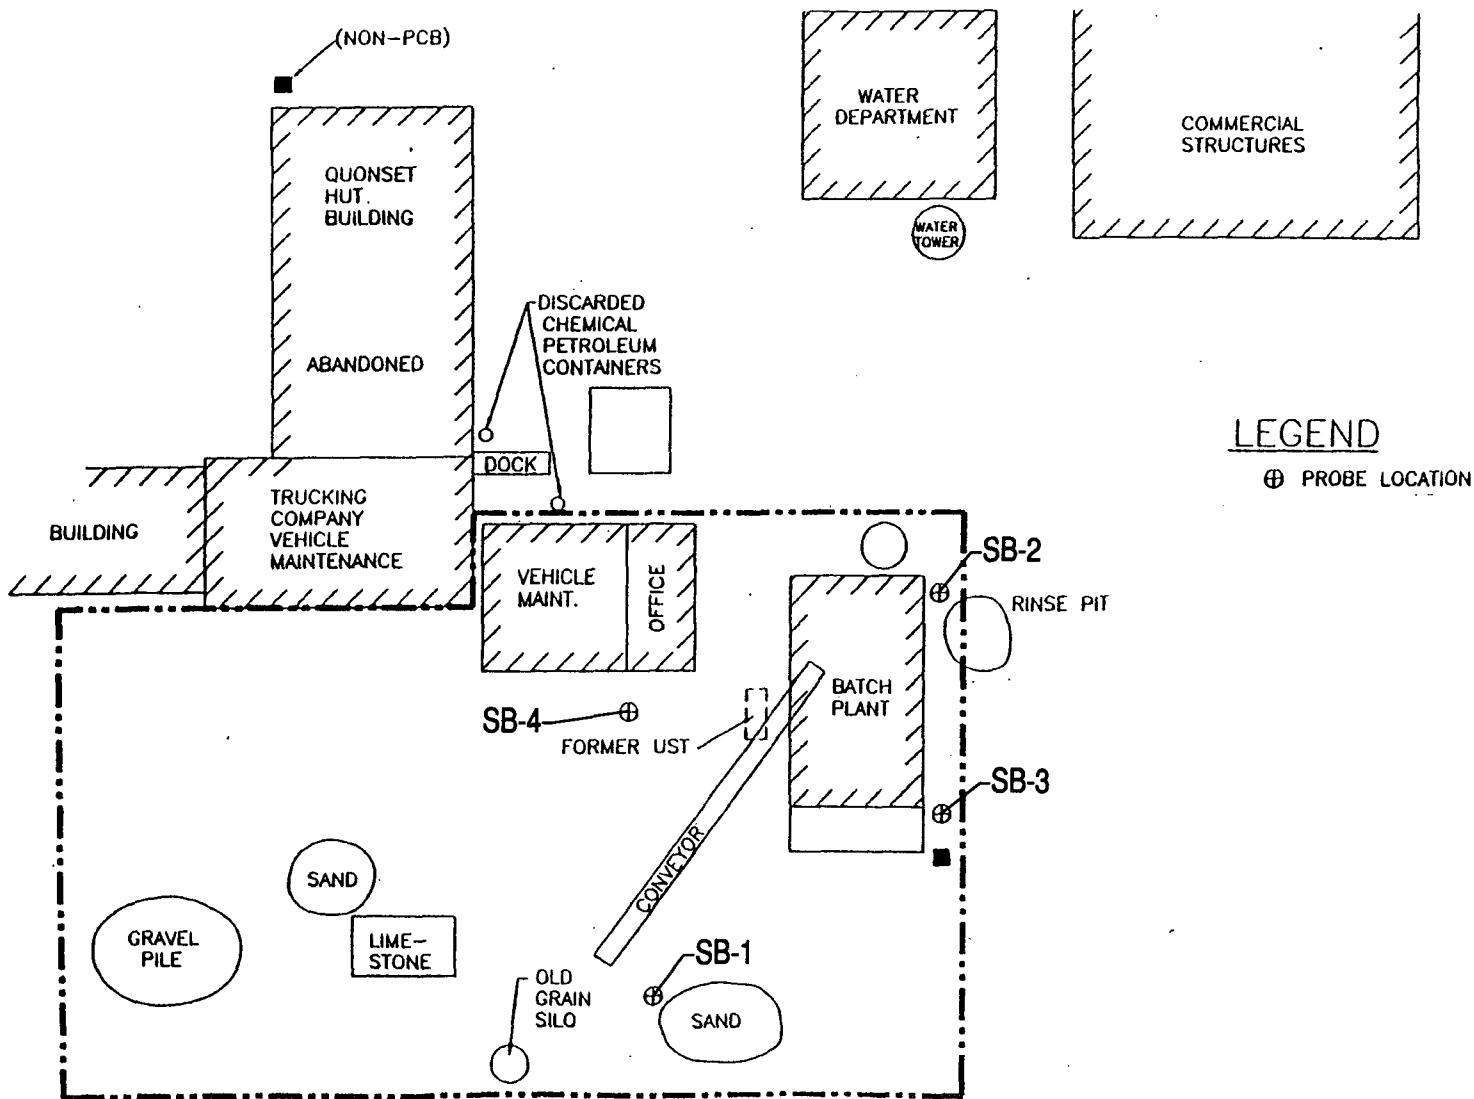 (NON-PCB)
WATER
DEPARTMENT
COMMERCIAL
STRUCTURES
QUONSET
HUT.
BUILDING
WATER
TOWER
DISCARDED
CHEMICAL
PETROLEUM
CONTAINERS
ABANDONED
LEGEND
PROBE LOCATION
DOCK
TRUCKING
COMPANY
VEHICLE
MAINTENANCE
BUILDING
VEHICLE
MAINT.
OFFICE
SB-2
RINSE PIT
BATCH
PLANT
SB-4
FORMER UST
SB-3
CONVEYOR
SAND
GRAVEL
PILE
LIME-
STONE
SB-1
OLD
GRAIN
SILO
SAND